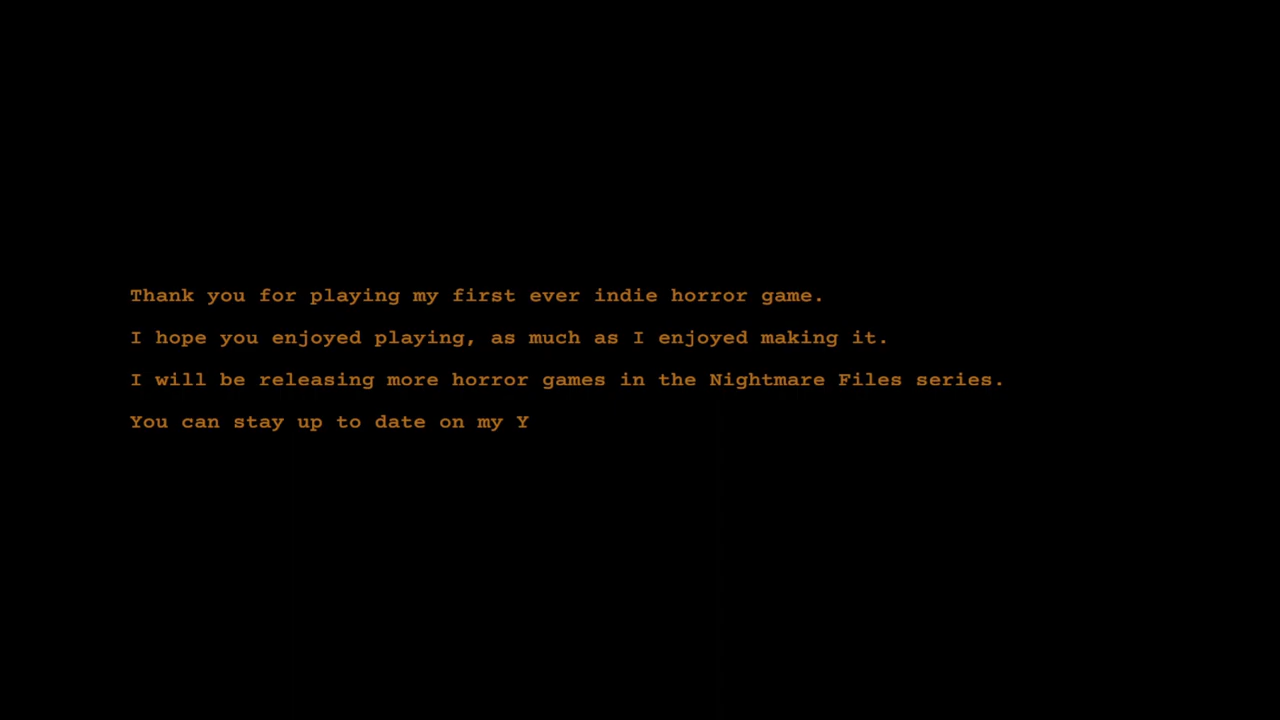 Thank you for playing my first ever indie horror game.
I hope you enjoyed playing, as much as I enjoyed making it.
I will be releasing more horror games in the Nightmare Files series.
You can stay up to date on my Y